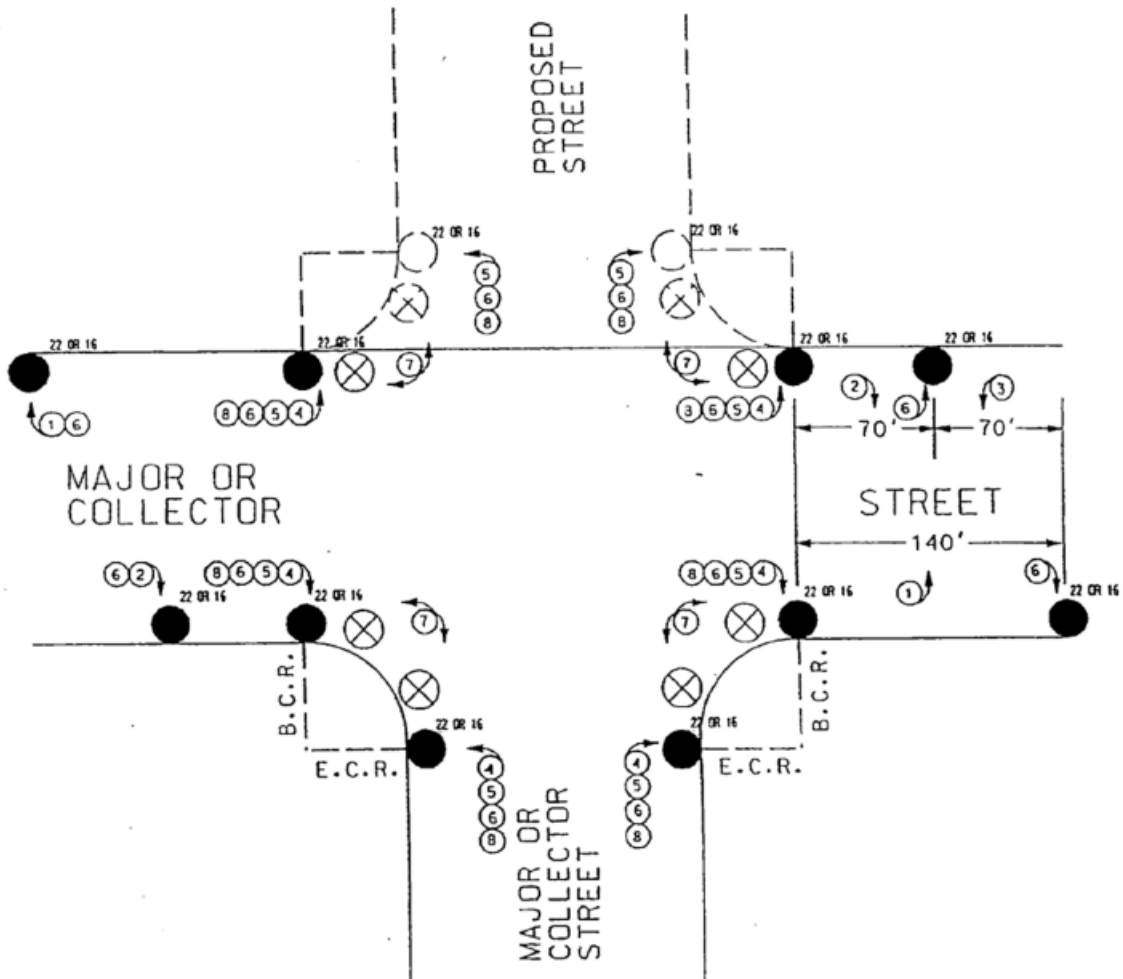 PROPOSED
STREET
22 OR 16
22 OR 16
5
6
8
5
6
8
22 OR 16
22 OR 16
22 OR 16
22 OR 16
7
7
1 6
8 6 5 4
8 6 5 4
2
6
3
70'
70'
MAJOR OR
COLLECTOR
STREET
140'
6 2
8 6 5 4
8 6 5 4
1
6
22 OR 16
22 OR 16
22 OR 16
22 OR 16
7
7
B.C.R.
B.C.R.
22 OR 16
22 OR 16
E.C.R.
E.C.R.
4
5
6
8
4
5
6
8
MAJOR OR
COLLECTOR
STREET